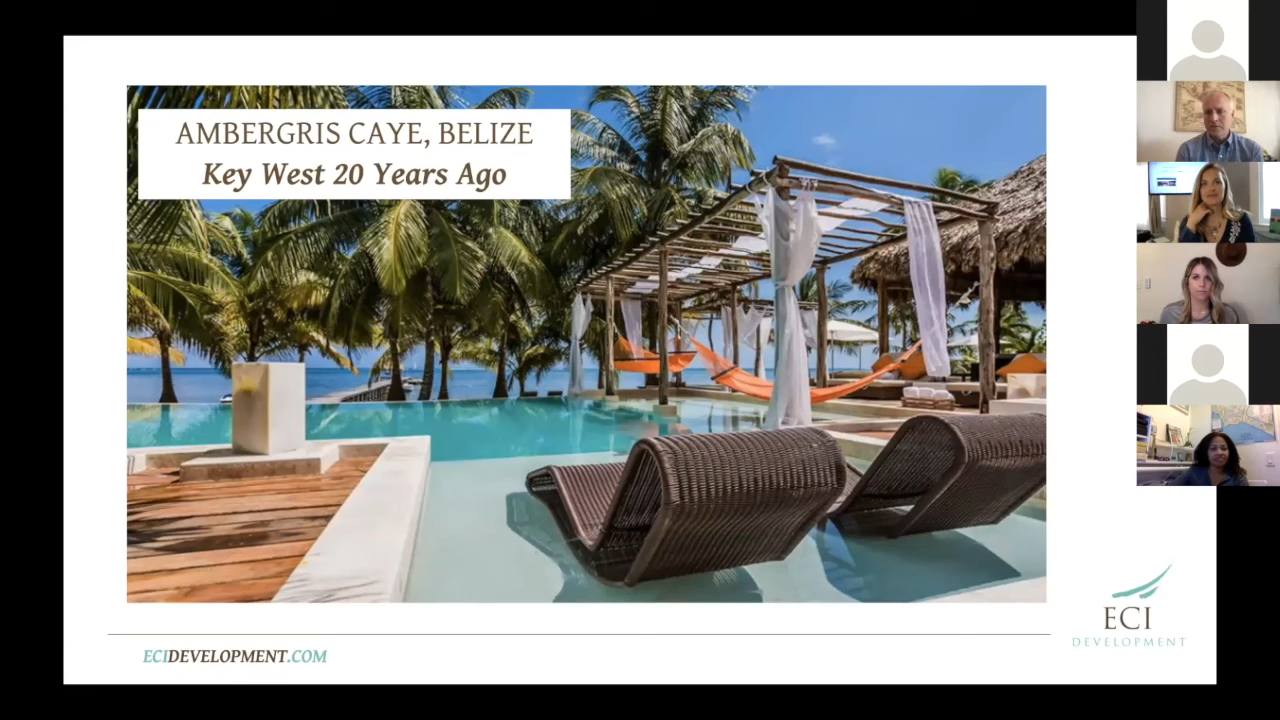 AMBERGRIS CAYE, BELIZE
Key West 20 Years Ago
ECI
DEVELOPMENT
ECIDEVELOPMENT.COM